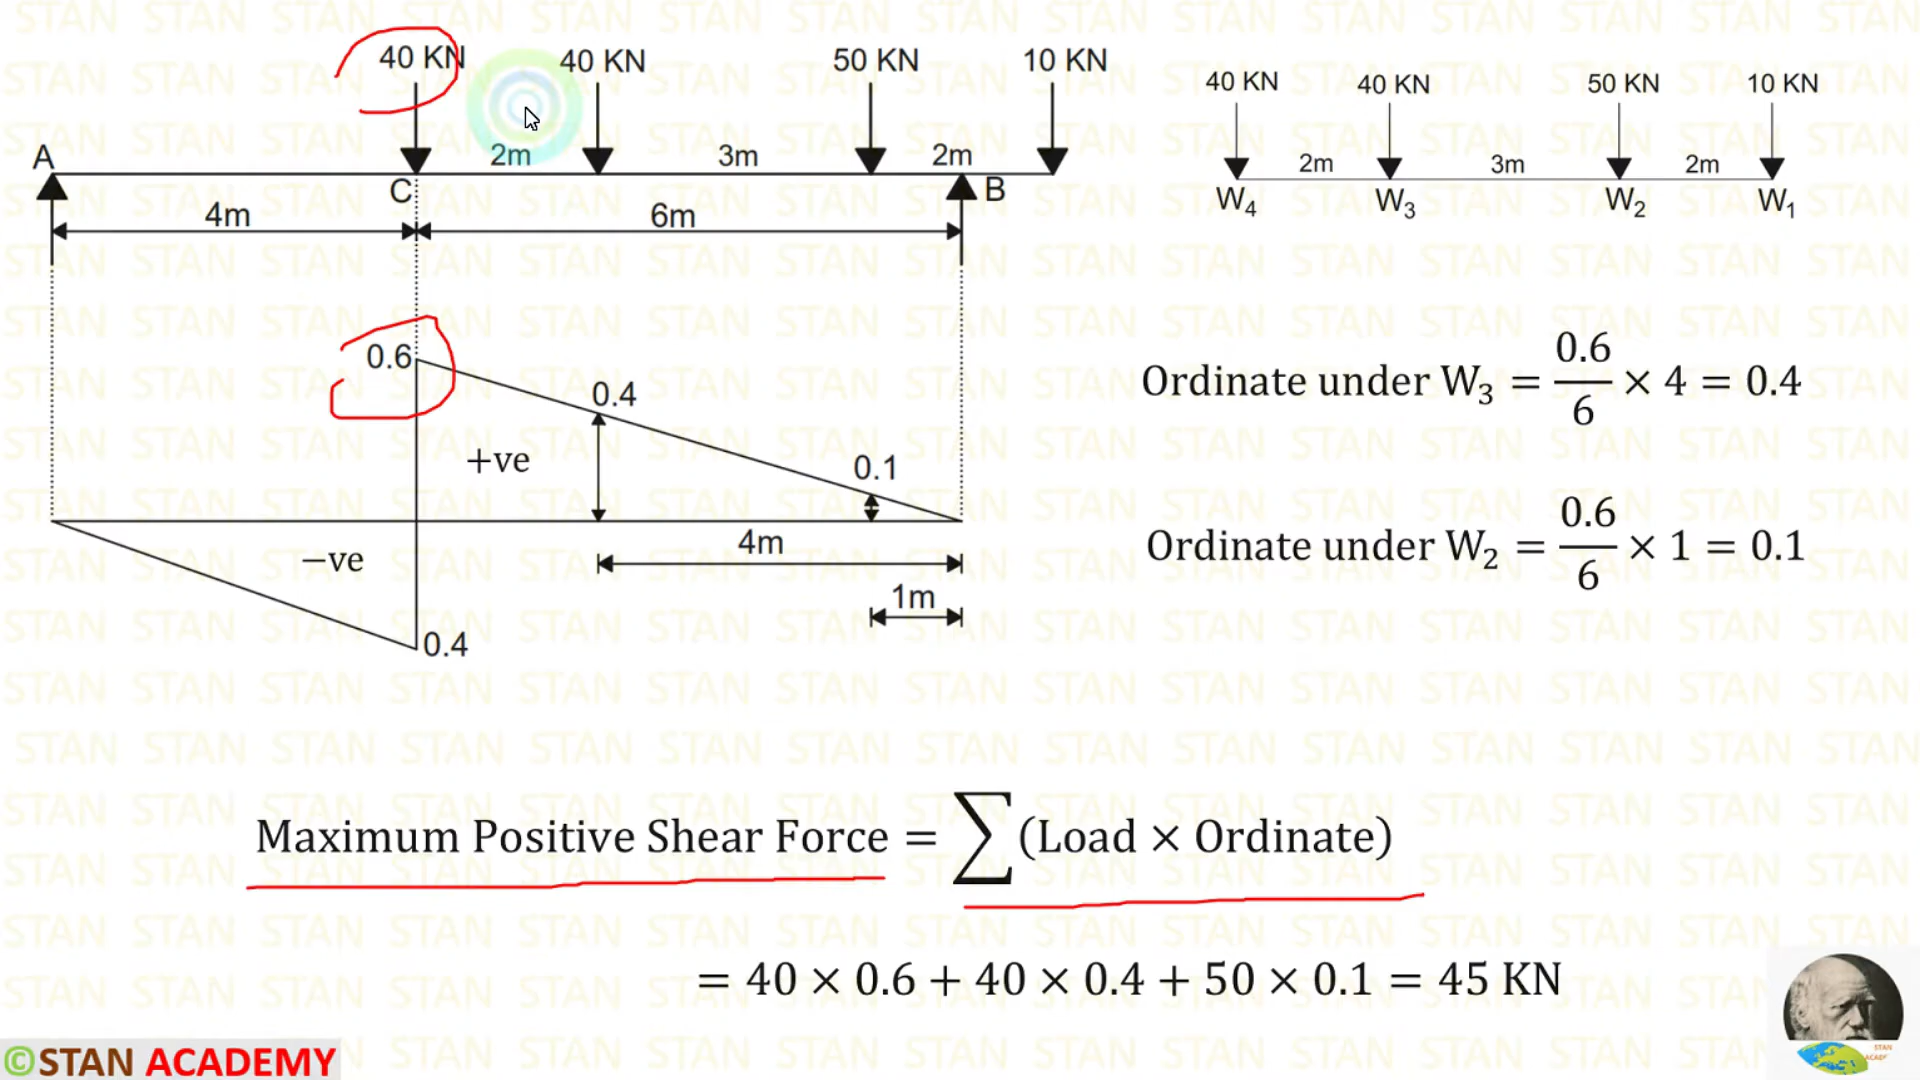 40 KN 40 KN 50 KN 10 KN
A 2m 3m 2m
C B
4m 6m
40 KN 40 KN 50 KN 10 KN
2m 3m 2m
W₄ W₃ W₂ W₁
0.6
0.4
+ve
0.1
4m
−ve
1m
0.4
Ordinate under W₃ = 0.6/6 × 4 = 0.4
Ordinate under W₂ = 0.6/6 × 1 = 0.1
Maximum Positive Shear Force = ∑(Load × Ordinate)
= 40 × 0.6 + 40 × 0.4 + 50 × 0.1 = 45 KN
©STAN ACADEMY